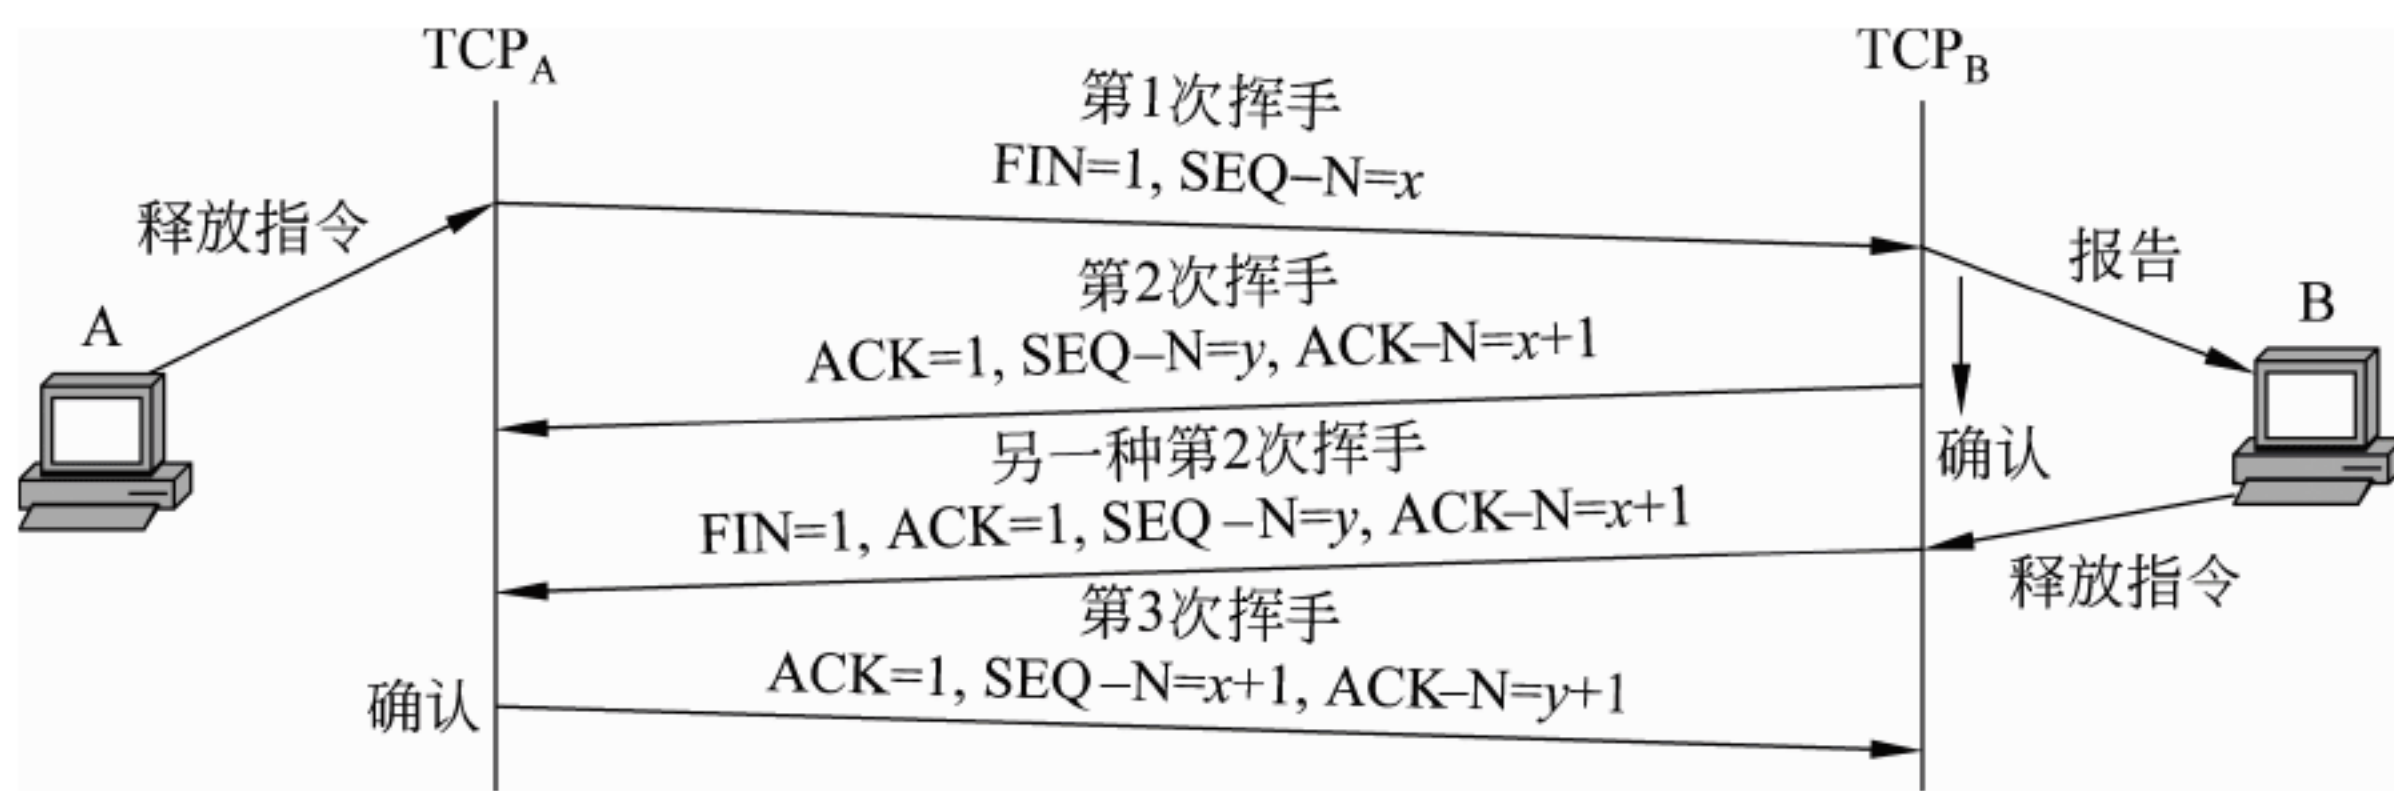 TCP_A
TCP_B
第1次挥手
FIN=1, SEQ–N=x
释放指令
报告
第2次挥手
A
B
ACK=1, SEQ–N=y, ACK–N=x+1
另一种第2次挥手
确认
FIN=1, ACK=1, SEQ–N=y, ACK–N=x+1
释放指令
第3次挥手
ACK=1, SEQ–N=x+1, ACK–N=y+1
确认